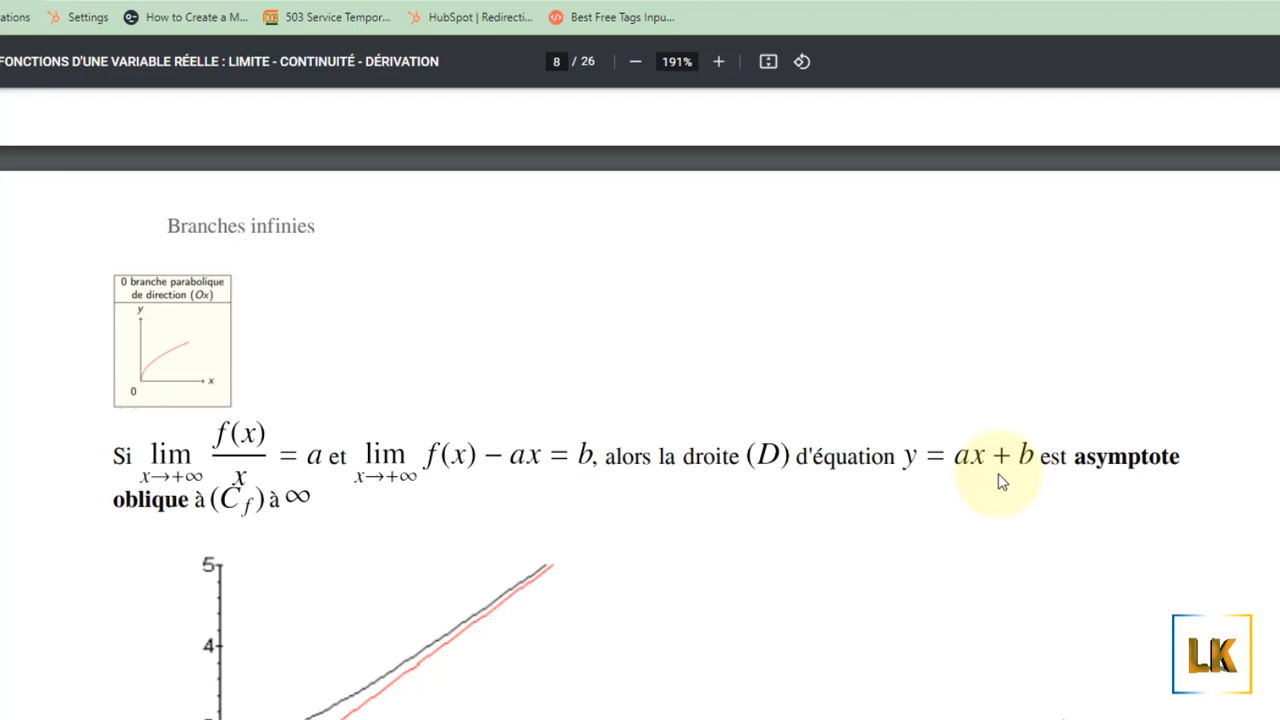 ations Settings How to Create a M... 503 Service Tempor... HubSpot | Redirecti... Best Free Tags Inpu...
FONCTIONS D'UNE VARIABLE RÉELLE : LIMITE - CONTINUITÉ - DÉRIVATION 8 / 26 191%
Branches infinies
0 branche parabolique
de direction (Ox)
y
x
0
Si lim x→+∞ f(x)/x = a et lim x→+∞ f(x) − ax = b, alors la droite (D) d'équation y = ax + b est asymptote
oblique à (C_f) à ∞
5
4
LK